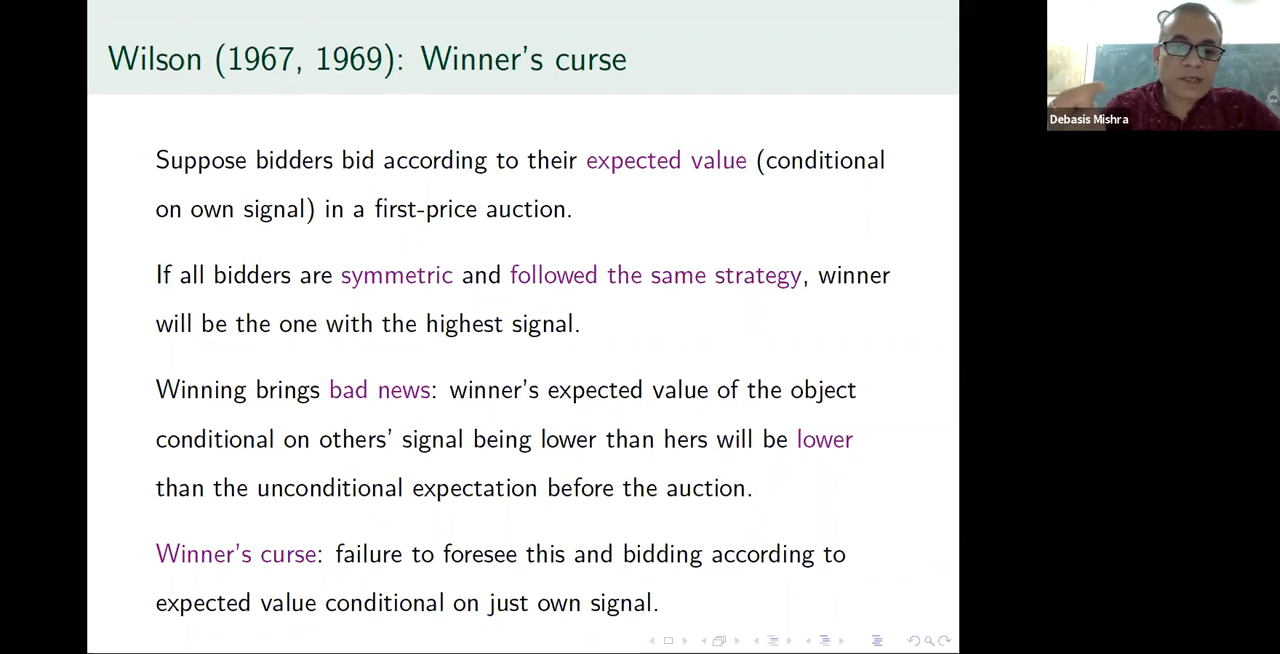 Wilson (1967, 1969): Winner's curse
Debasis Mishra
Suppose bidders bid according to their expected value (conditional
on own signal) in a first-price auction.
If all bidders are symmetric and followed the same strategy, winner
will be the one with the highest signal.
Winning brings bad news: winner's expected value of the object
conditional on others' signal being lower than hers will be lower
than the unconditional expectation before the auction.
Winner's curse: failure to foresee this and bidding according to
expected value conditional on just own signal.